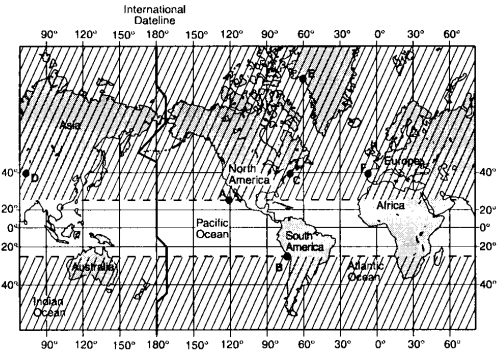 International
Dateline
90° 120° 150° 180° 150° 120° 90° 60° 30° 0° 30° 60°
E
Asia
40° D North America C F Europe 40°
A
20° Africa 20°
0° Pacific Ocean 0°
20° South America 20°
B
Australia Atlantic Ocean
40° 40°
Indian Ocean
90° 120° 150° 180° 150° 120° 90° 60° 30° 0° 30° 60°